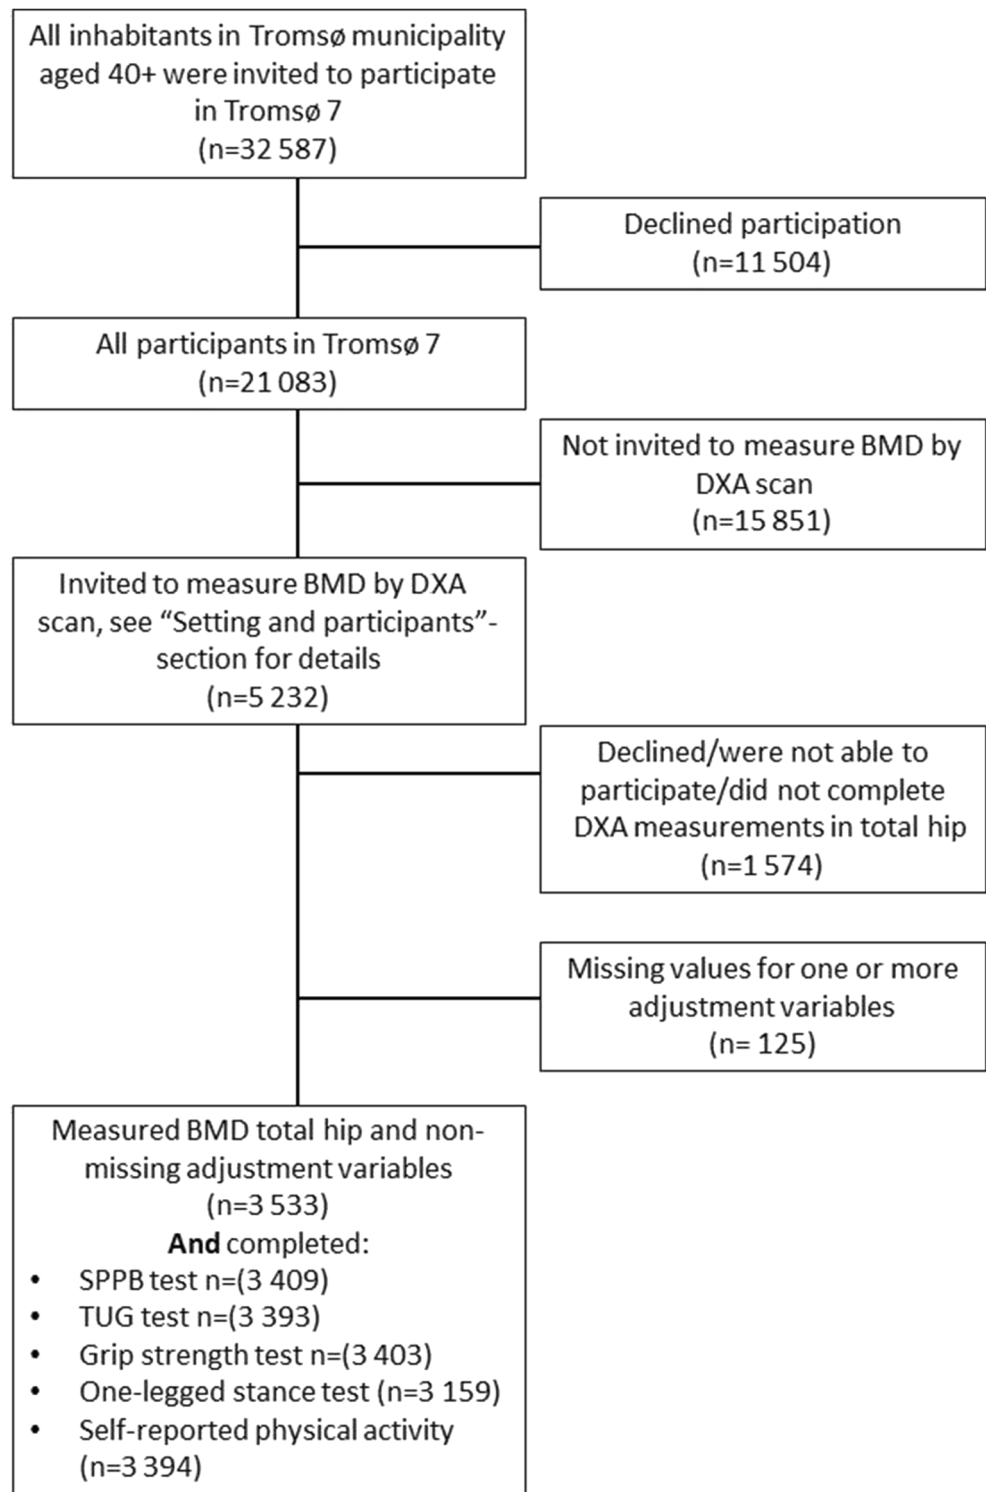 All inhabitants in Tromsø municipality
aged 40+ were invited to participate
in Tromsø 7
(n=32 587)
Declined participation
(n=11 504)
All participants in Tromsø 7
(n=21 083)
Not invited to measure BMD by
DXA scan
(n=15 851)
Invited to measure BMD by DXA
scan, see “Setting and participants”-
section for details
(n=5 232)
Declined/were not able to
participate/did not complete
DXA measurements in total hip
(n=1 574)
Missing values for one or more
adjustment variables
(n= 125)
Measured BMD total hip and non-
missing adjustment variables
(n=3 533)
And completed:
• SPPB test n=(3 409)
• TUG test n=(3 393)
• Grip strength test n=(3 403)
• One-legged stance test (n=3 159)
• Self-reported physical activity
(n=3 394)